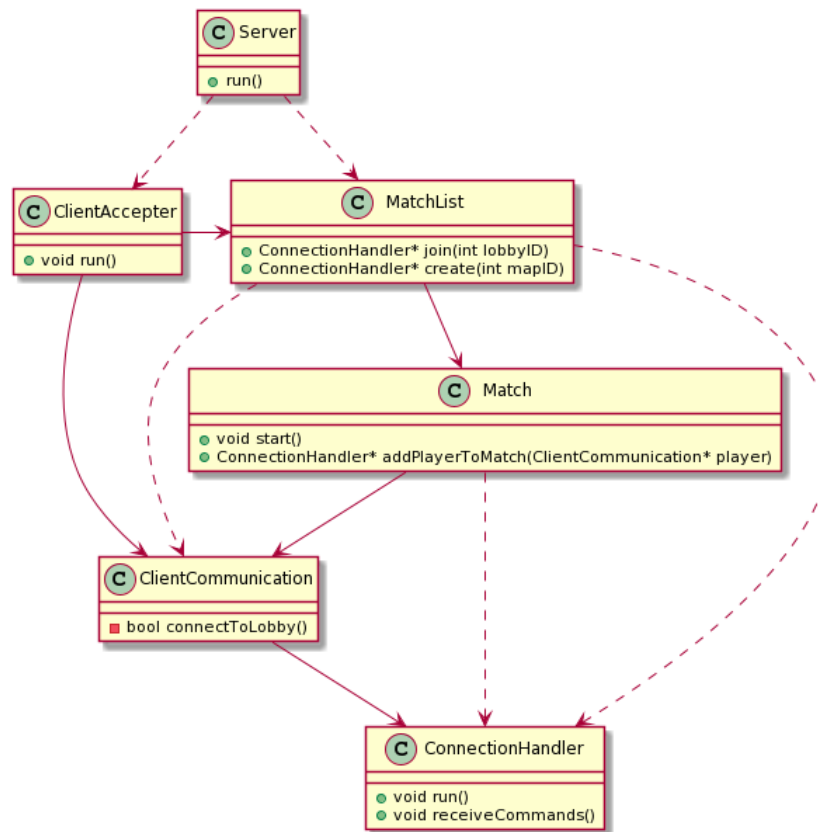 C Server
run()
C ClientAccepter
void run()
C MatchList
ConnectionHandler* join(int lobbyID)
ConnectionHandler* create(int mapID)
C Match
void start()
ConnectionHandler* addPlayerToMatch(ClientCommunication* player)
C ClientCommunication
bool connectToLobby()
C ConnectionHandler
void run()
void receiveCommands()